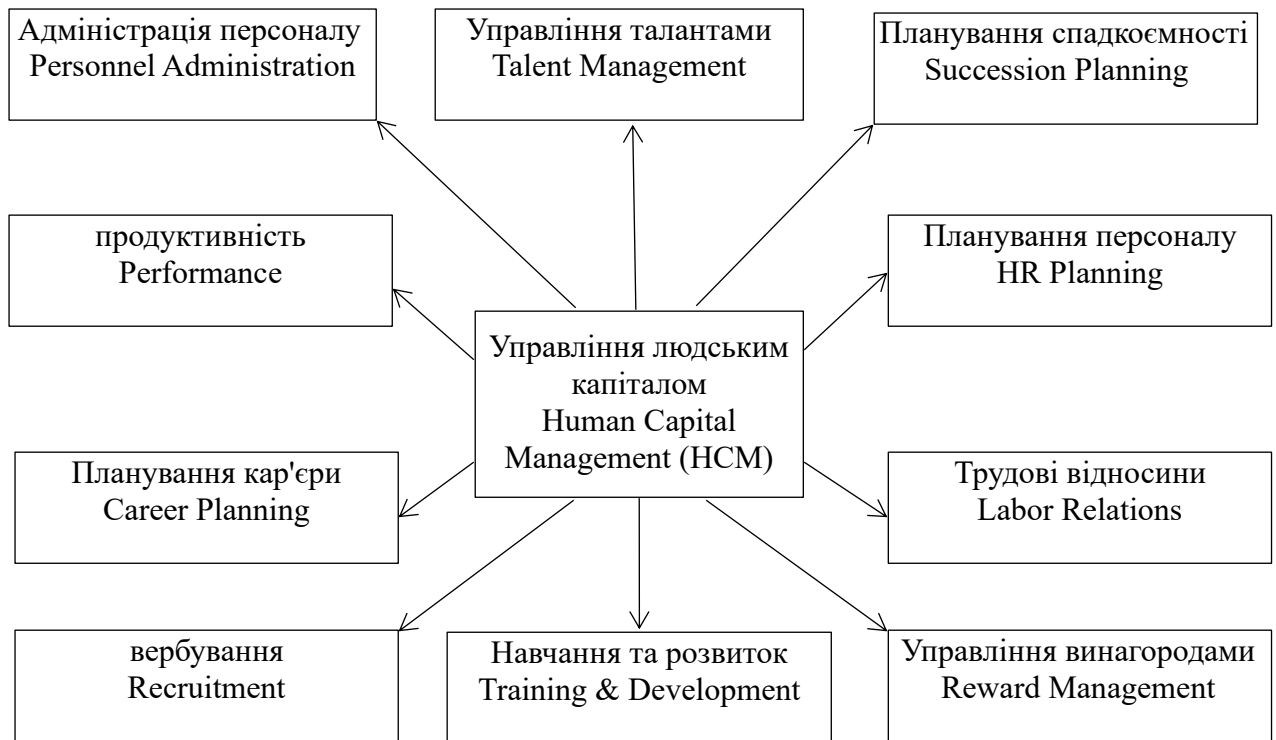 Адміністрація персоналу
Personnel Administration
Управління талантами
Talent Management
Планування спадкоємності
Succession Planning
продуктивність
Performance
Планування персоналу
HR Planning
Управління людським
капіталом
Human Capital
Management (HCM)
Планування кар'єри
Career Planning
Трудові відносини
Labor Relations
вербування
Recruitment
Навчання та розвиток
Training & Development
Управління винагородами
Reward Management